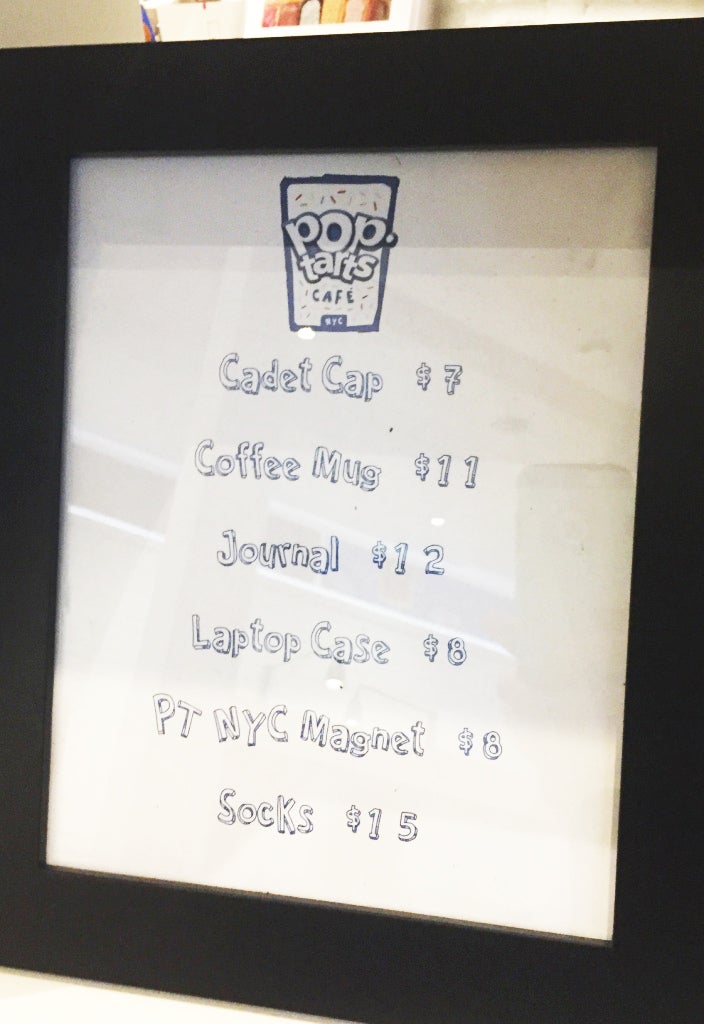 pop.
tarts
CAFÉ
NYC
Cadet Cap $7
Coffee Mug $11
Journal $12
Laptop Case $8
PT NYC Magnet $8
Socks $15